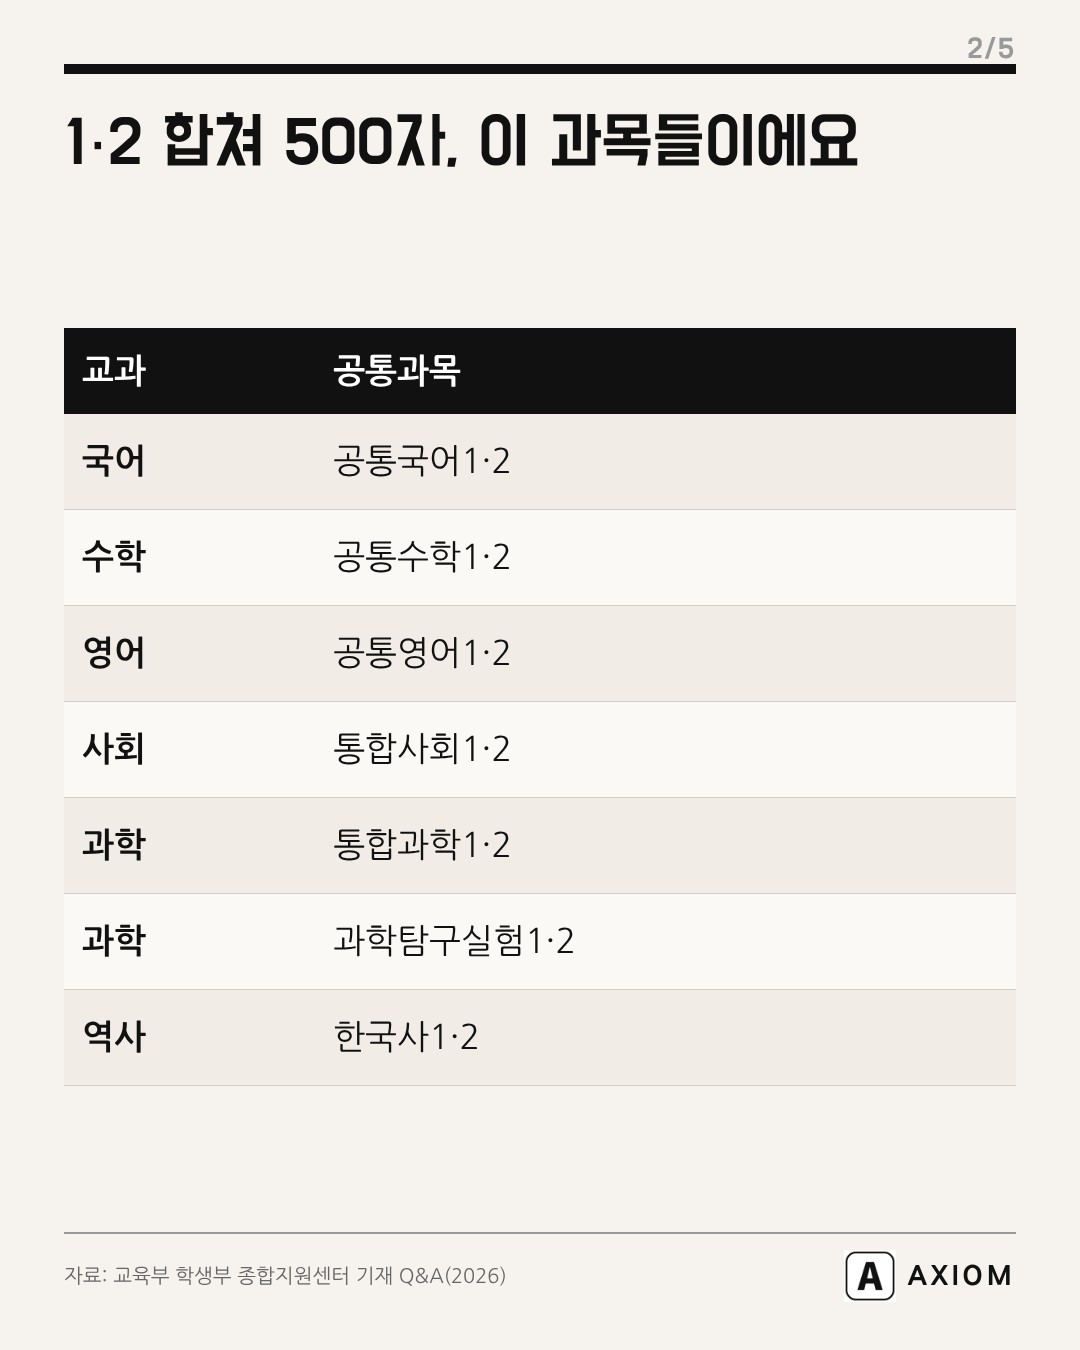 2/5
1·2 합쳐 500자, 이 과목들이에요
교과 공통과목
국어 공통국어1·2
수학 공통수학1·2
영어 공통영어1·2
사회 통합사회1·2
과학 통합과학1·2
과학 과학탐구실험1·2
역사 한국사1·2
자료: 교육부 학생부 종합지원센터 기재 Q&A(2026)
A AXIOM